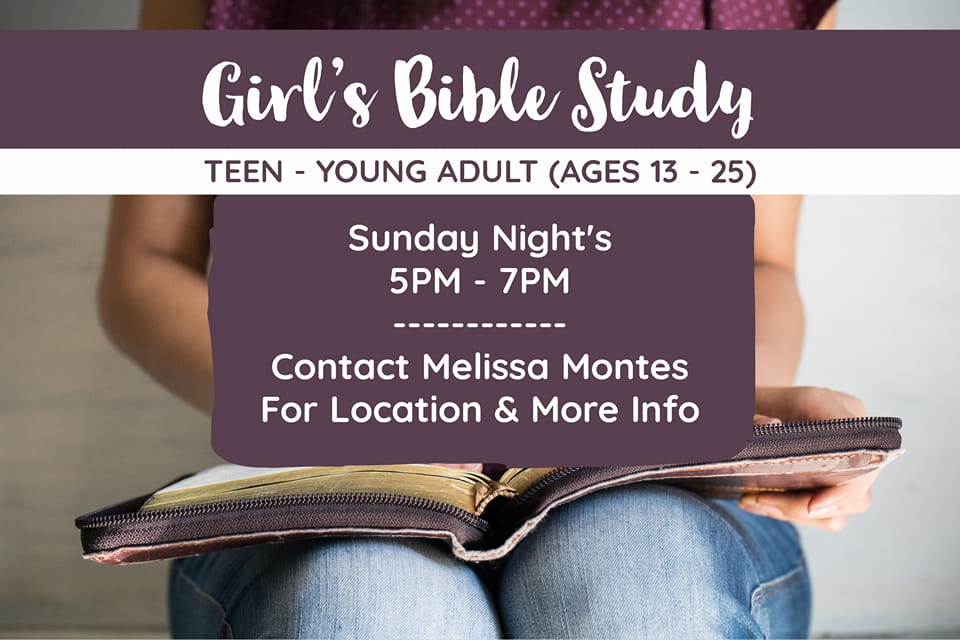 Girl's Bible Study
TEEN - YOUNG ADULT (AGES 13 - 25)
Sunday Night's
5PM - 7PM
------------
Contact Melissa Montes
For Location & More Info